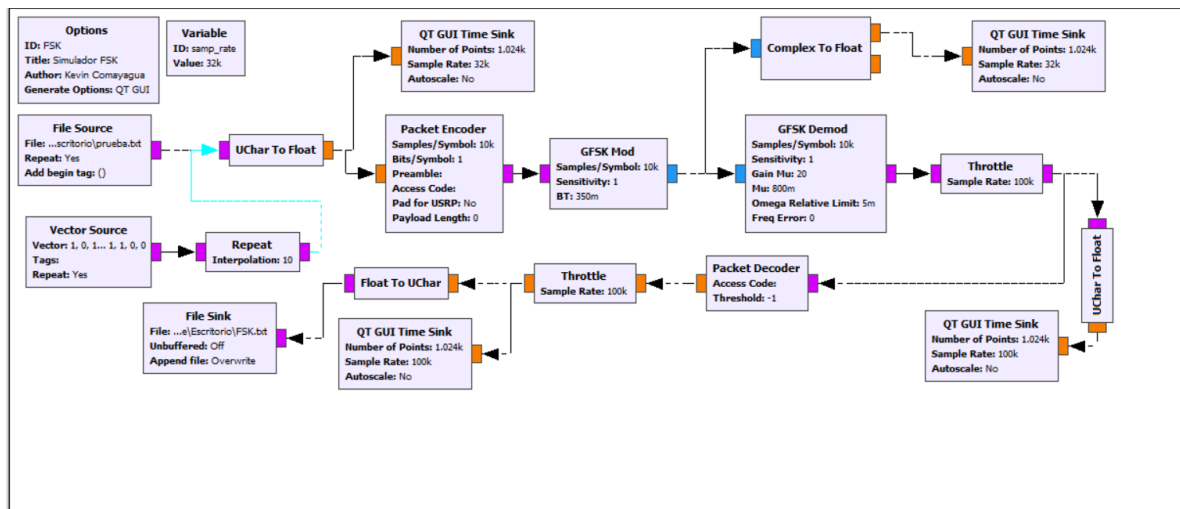 Options
ID: FSK
Title: Simulador FSK
Author: Kevin Comayagua
Generate Options: QT GUI
Variable
ID: samp_rate
Value: 32k
QT GUI Time Sink
Number of Points: 1.024k
Sample Rate: 32k
Autoscale: No
Complex To Float
QT GUI Time Sink
Number of Points: 1.024k
Sample Rate: 32k
Autoscale: No
File Source
File: ...scritorio\prueba.txt
Repeat: Yes
Add begin tag: ()
UChar To Float
Packet Encoder
Samples/Symbol: 10k
Bits/Symbol: 1
Preamble:
Access Code:
Pad for USRP: No
Payload Length: 0
GFSK Mod
Samples/Symbol: 10k
Sensitivity: 1
BT: 350m
GFSK Demod
Samples/Symbol: 10k
Sensitivity: 1
Gain Mu: 20
Mu: 800m
Omega Relative Limit: 5m
Freq Error: 0
Throttle
Sample Rate: 100k
Vector Source
Vector: 1, 0, 1... 1, 1, 0, 0
Tags:
Repeat: Yes
Repeat
Interpolation: 10
Float To UChar
Throttle
Sample Rate: 100k
Packet Decoder
Access Code:
Threshold: -1
UChar To Float
File Sink
File: ...e\Escritorio\FSK.txt
Unbuffered: Off
Append file: Overwrite
QT GUI Time Sink
Number of Points: 1.024k
Sample Rate: 100k
Autoscale: No
QT GUI Time Sink
Number of Points: 1.024k
Sample Rate: 100k
Autoscale: No